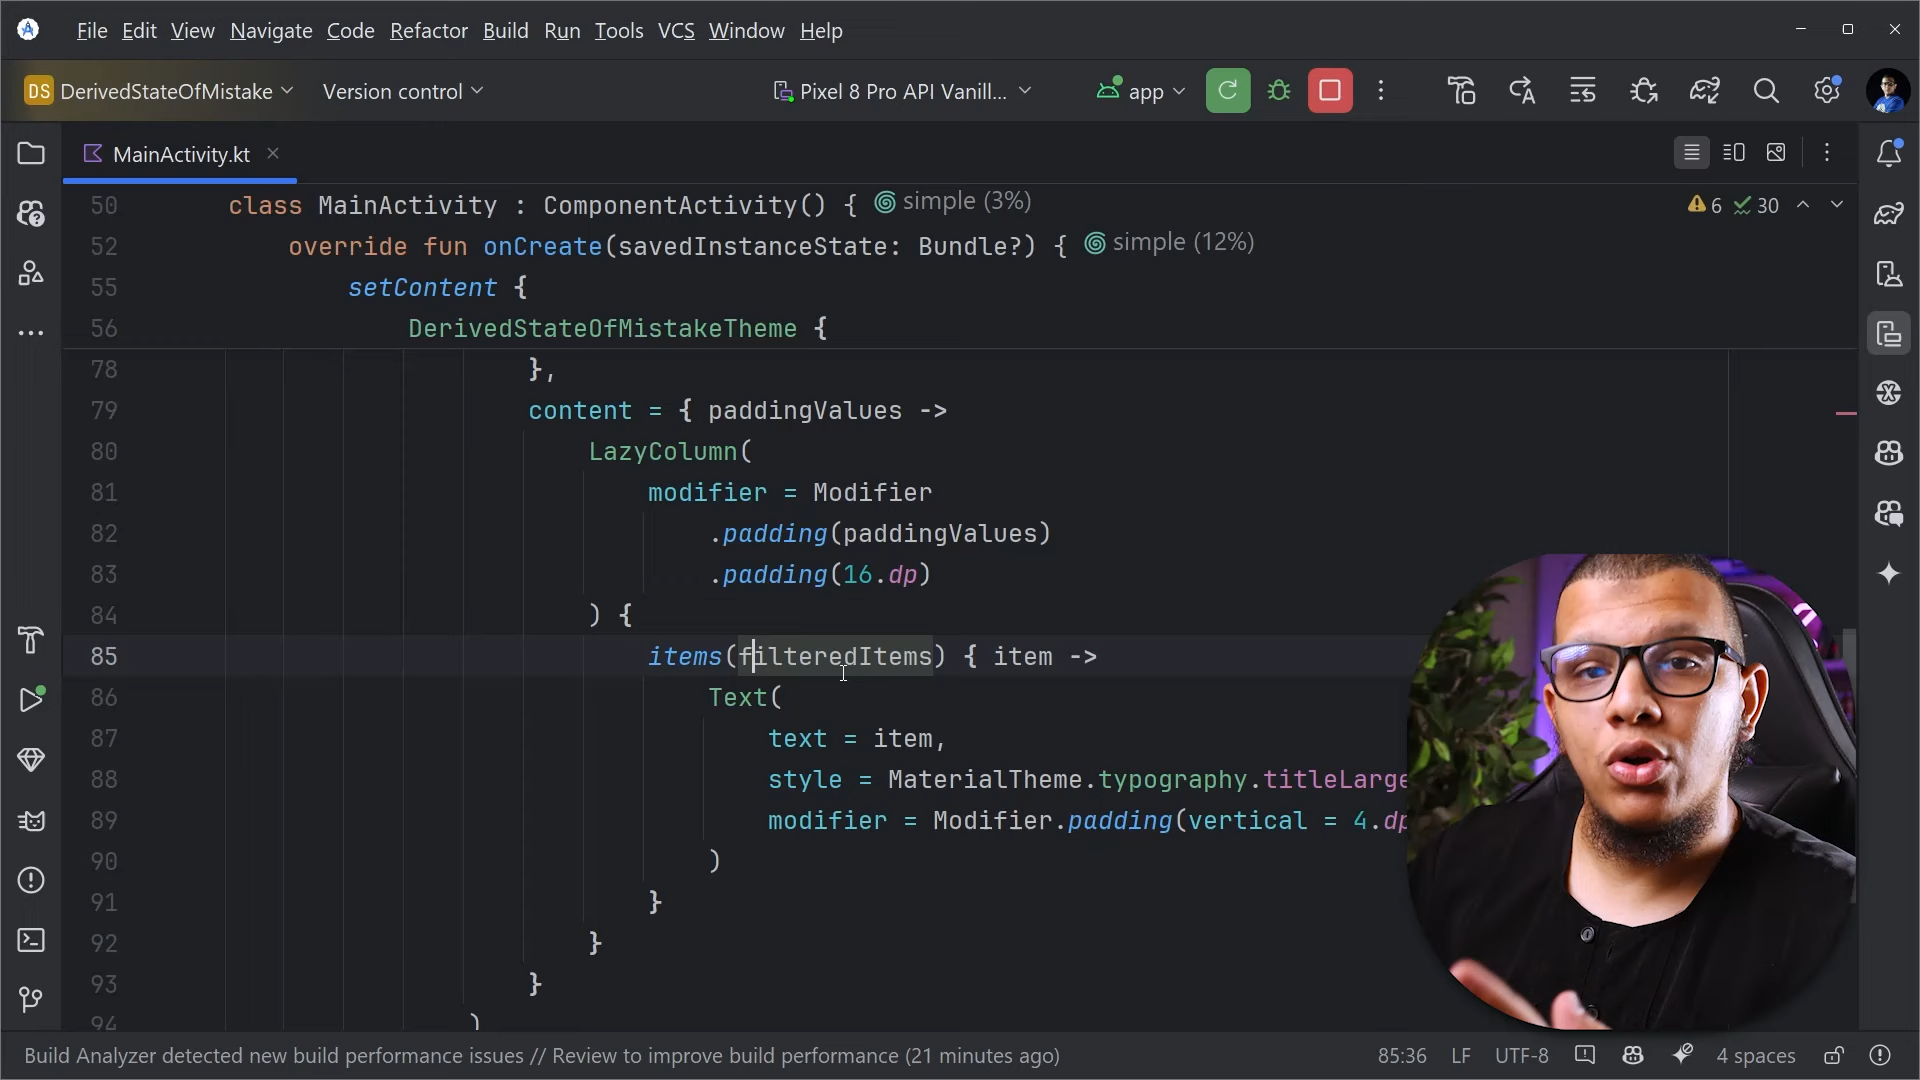 File Edit View Navigate Code Refactor Build Run Tools VCS Window Help
DS DerivedStateOfMistake Version control Pixel 8 Pro API Vanill... app
MainActivity.kt
50 class MainActivity : ComponentActivity() { simple (3%) 6 30
52 override fun onCreate(savedInstanceState: Bundle?) { simple (12%)
55 setContent {
56 DerivedStateOfMistakeTheme {
78 },
79 content = { paddingValues ->
80 LazyColumn(
81 modifier = Modifier
82 .padding(paddingValues)
83 .padding(16.dp)
84 ) {
85 items(filteredItems) { item ->
86 Text(
87 text = item,
88 style = MaterialTheme.typography.titleLarge
89 modifier = Modifier.padding(vertical = 4.dp
90 )
91 }
92 }
93 }
94 )
Build Analyzer detected new build performance issues // Review to improve build performance (21 minutes ago) 85:36 LF UTF-8 4 spaces